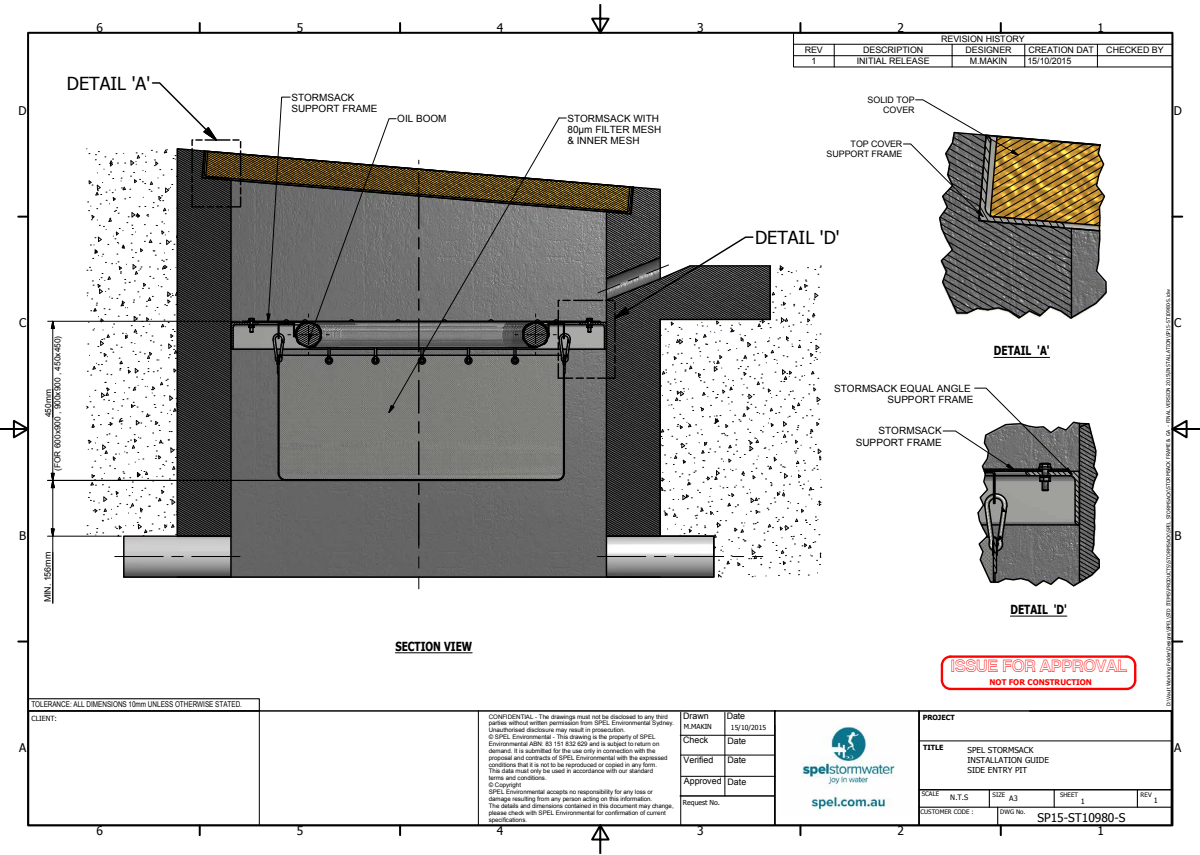 6 5 4 3 2 1
REVISION HISTORY
REV DESCRIPTION DESIGNER CREATION DAT CHECKED BY
1 INITIAL RELEASE M.MAKIN 15/10/2015
D
D
C
C
B
B
A
A
DETAIL 'A'
STORMSACK
SUPPORT FRAME
OIL BOOM
STORMSACK WITH
80µm FILTER MESH
& INNER MESH
DETAIL 'D'
SOLID TOP
COVER
TOP COVER
SUPPORT FRAME
DETAIL 'A'
STORMSACK EQUAL ANGLE
SUPPORT FRAME
STORMSACK
SUPPORT FRAME
DETAIL 'D'
450mm
(FOR 600x600 , 900x900 , 450x450)
MIN. 156mm
SECTION VIEW
ISSUE FOR APPROVAL
NOT FOR CONSTRUCTION
TOLERANCE: ALL DIMENSIONS 10mm UNLESS OTHERWISE STATED.
CLIENT:
CONFIDENTIAL - The drawings must not be disclosed to any third
parties without written permission from SPEL Environmental Sydney.
Unauthorised disclosure may result in prosecution.
© SPEL Environmental - This drawing is the property of SPEL
Environmental ABN: 83 151 832 629 and is subject to return on
demand. It is submitted for the use only in connection with the
proposal and contracts of SPEL Environmental with the expressed
conditions that it is not to be reproduced or copied in any form.
This data must only be used in accordance with our standard
terms and conditions.
© Copyright
SPEL Environmental accepts no responsibility for any loss or
damage resulting from any person acting on this information.
The details and dimensions contained in this document may change,
please check with SPEL Environmental for confirmation of current
specifications.
Drawn Date
M.MAKIN 15/10/2015
Check Date
Verified Date
Approved Date
Request No.
spelstormwater
joy in water
spel.com.au
PROJECT
TITLE SPEL STORMSACK
INSTALLATION GUIDE
SIDE ENTRY PIT
SCALE N.T.S SIZE A3 SHEET 1 REV 1
CUSTOMER CODE : DWG No. SP15-ST10980-S
6 5 4 3 2 1